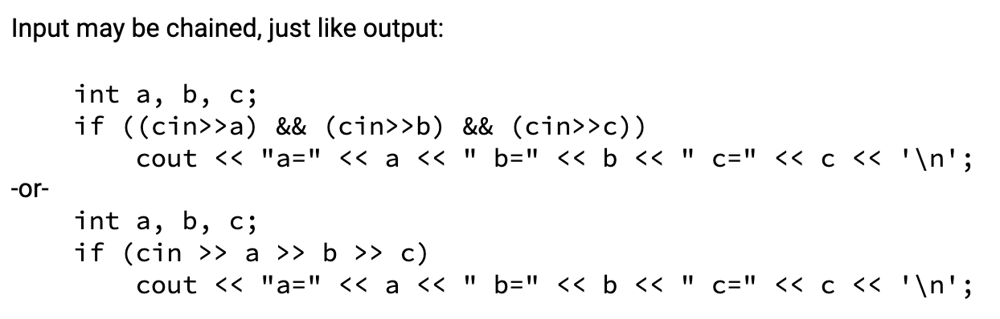 Input may be chained, just like output:
int a, b, c;
if ((cin>>a) && (cin>>b) && (cin>>c))
cout << "a=" << a << " b=" << b << " c=" << c << '\n';
-or-
int a, b, c;
if (cin >> a >> b >> c)
cout << "a=" << a << " b=" << b << " c=" << c << '\n';